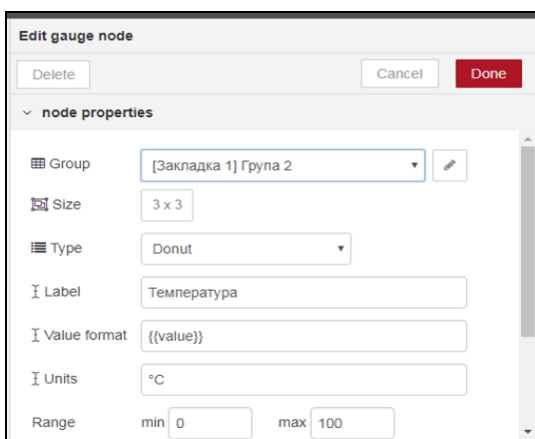 Edit gauge node
Delete Cancel Done
node properties
Group [Закладка 1] Група 2
Size 3 x 3
Type Donut
Label Температура
Value format {{value}}
Units °C
Range min 0 max 100